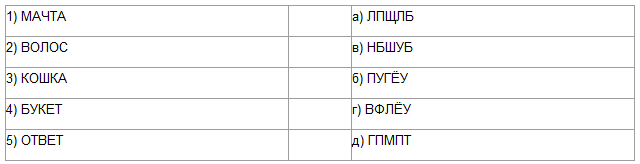 1) МАЧТА а) ЛПЩЛБ
2) ВОЛОС в) НБШУБ
3) КОШКА б) ПУГЁУ
4) БУКЕТ г) ВФЛЁУ
5) ОТВЕТ д) ГПМПТ